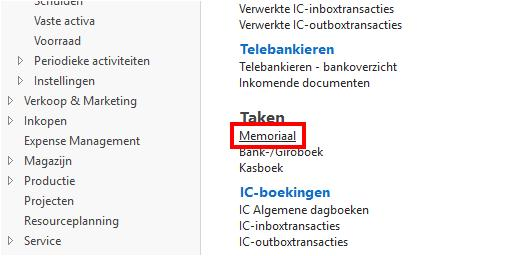 Schulden
Vaste activa
Voorraad
Periodieke activiteiten
Instellingen
Verkoop & Marketing
Inkopen
Expense Management
Magazijn
Productie
Projecten
Resourceplanning
Service
Verwerkte IC-inboxtransacties
Verwerkte IC-outboxtransacties
Telebankieren
Telebankieren - bankoverzicht
Inkomende documenten
Taken
Memoriaal
Bank-/Giroboek
Kasboek
IC-boekingen
IC Algemene dagboeken
IC-inboxtransacties
IC-outboxtransacties